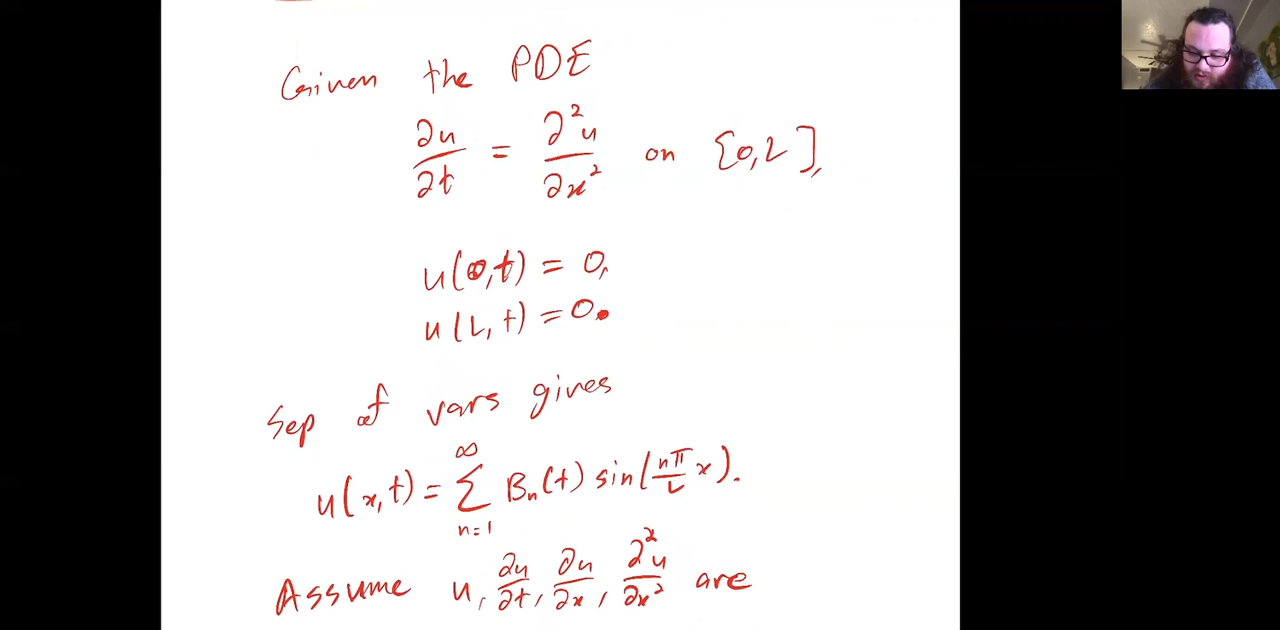 Given the PDE
∂u/∂t = ∂²u/∂x² on [0,L],
u(0,t) = 0,
u(L,t) = 0.
Sep of vars gives
u(x,t) = ∑_{n=1}^{∞} B_n(t) sin(nπ/L x).
Assume u, ∂u/∂t, ∂u/∂x, ∂²u/∂x² are